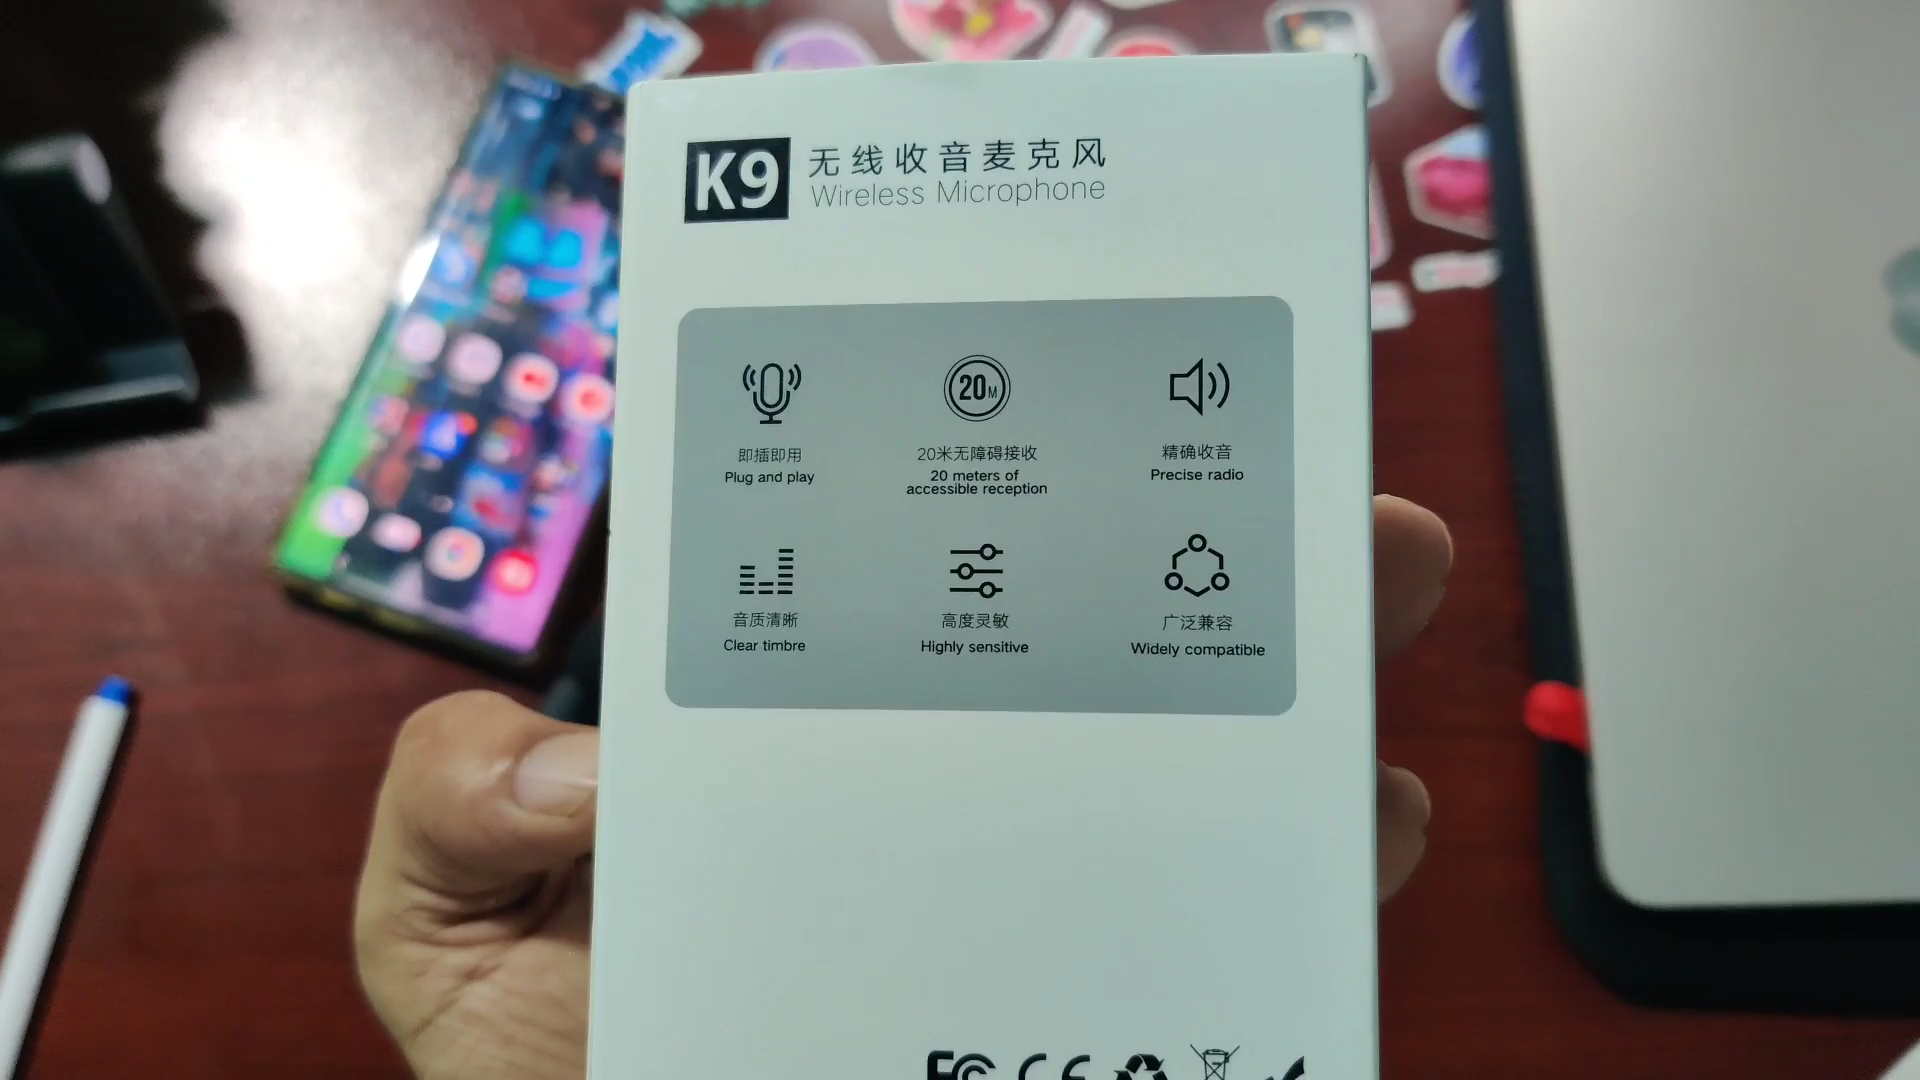 K9 无线收音麦克风
Wireless Microphone
20M
即插即用
Plug and play
20米无障碍接收
20 meters of
accessible reception
精确收音
Precise radio
音质清晰
Clear timbre
高度灵敏
Highly sensitive
广泛兼容
Widely compatible
FC CE